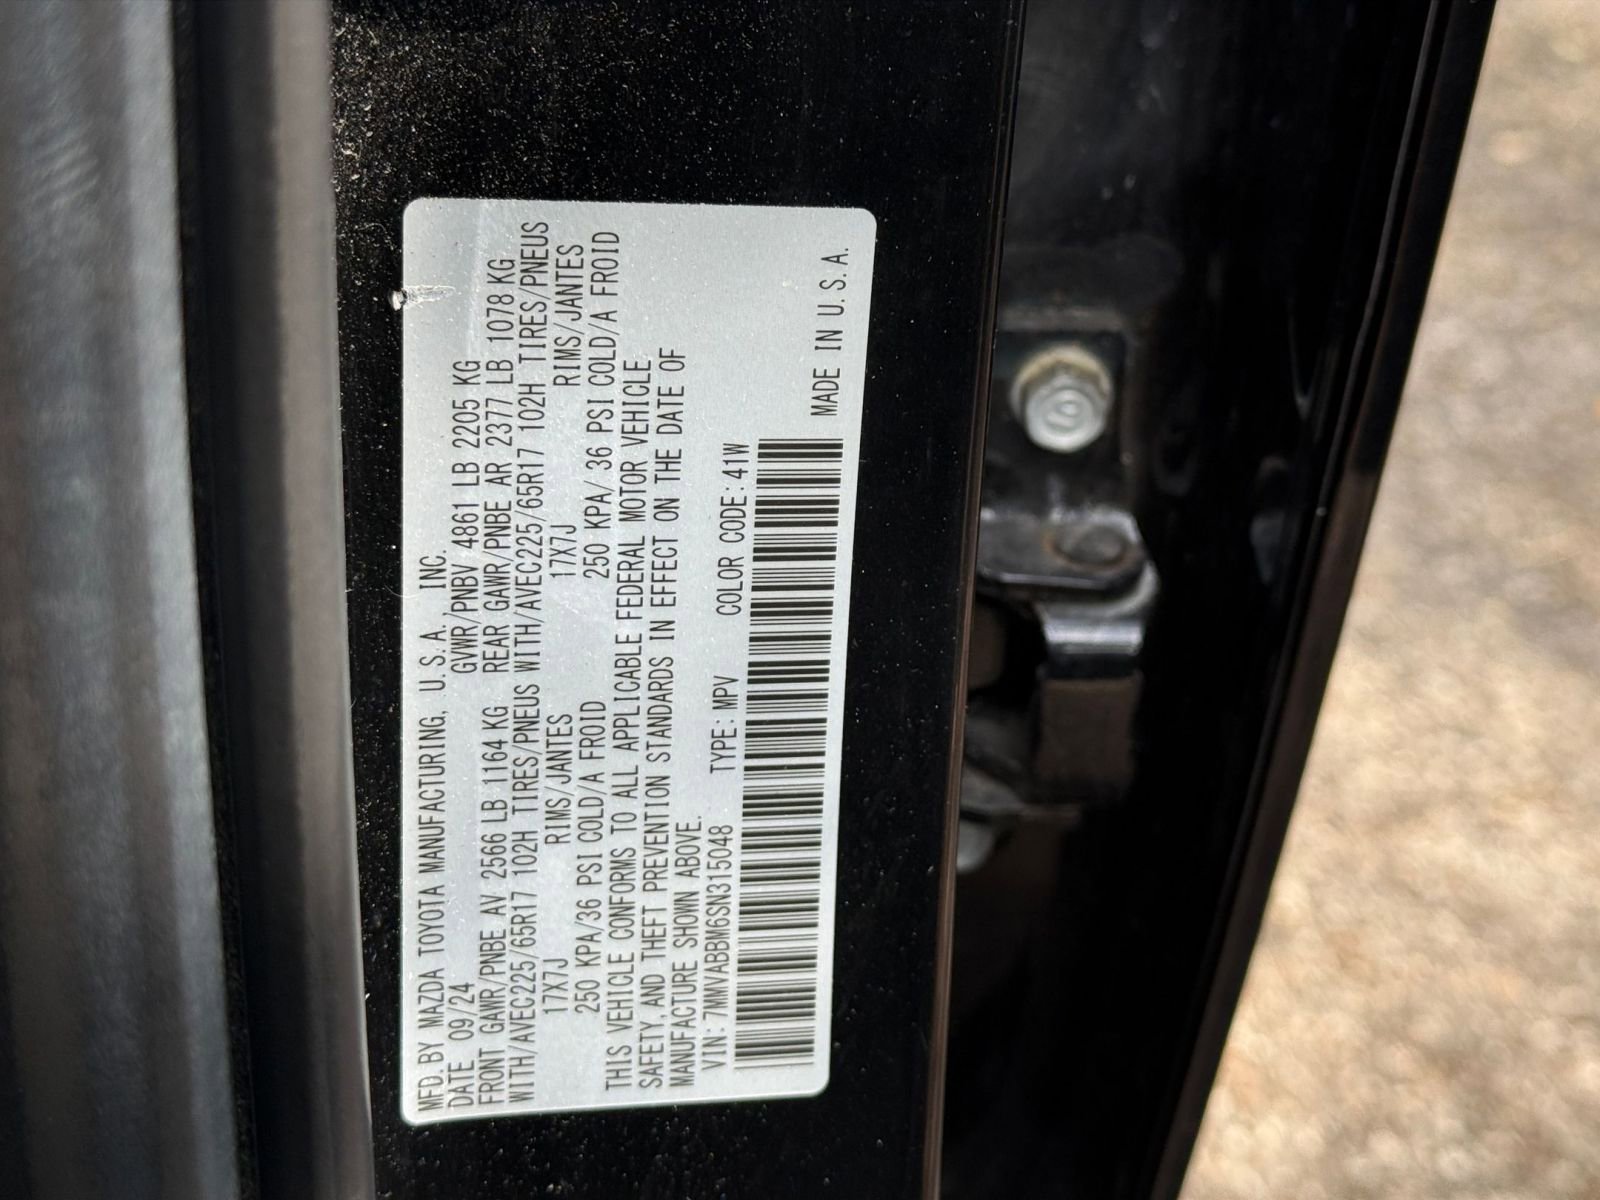 MFD. BY MAZDA TOYOTA MANUFACTURING, U.S.A., INC.
DATE 09/24 GVWR/PNBV 4861 LB 2205 KG
FRONT GAWR/PNBE AV 2566 LB 1164 KG REAR GAWR/PNBE AR 2377 LB 1078 KG
WITH/AVEC225/65R17 102H TIRES/PNEUS WITH/AVEC225/65R17 102H TIRES/PNEUS
17X7J RIMS/JANTES 17X7J RIMS/JANTES
250 KPA/36 PSI COLD/A FROID 250 KPA/ 36 PSI COLD/A FROID
THIS VEHICLE CONFORMS TO ALL APPLICABLE FEDERAL MOTOR VEHICLE
SAFETY, AND THEFT PREVENTION STANDARDS IN EFFECT ON THE DATE OF
MANUFACTURE SHOWN ABOVE.
VIN: 7MMVABBM6SN315048 TYPE: MPV COLOR CODE: 41W
MADE IN U.S.A.